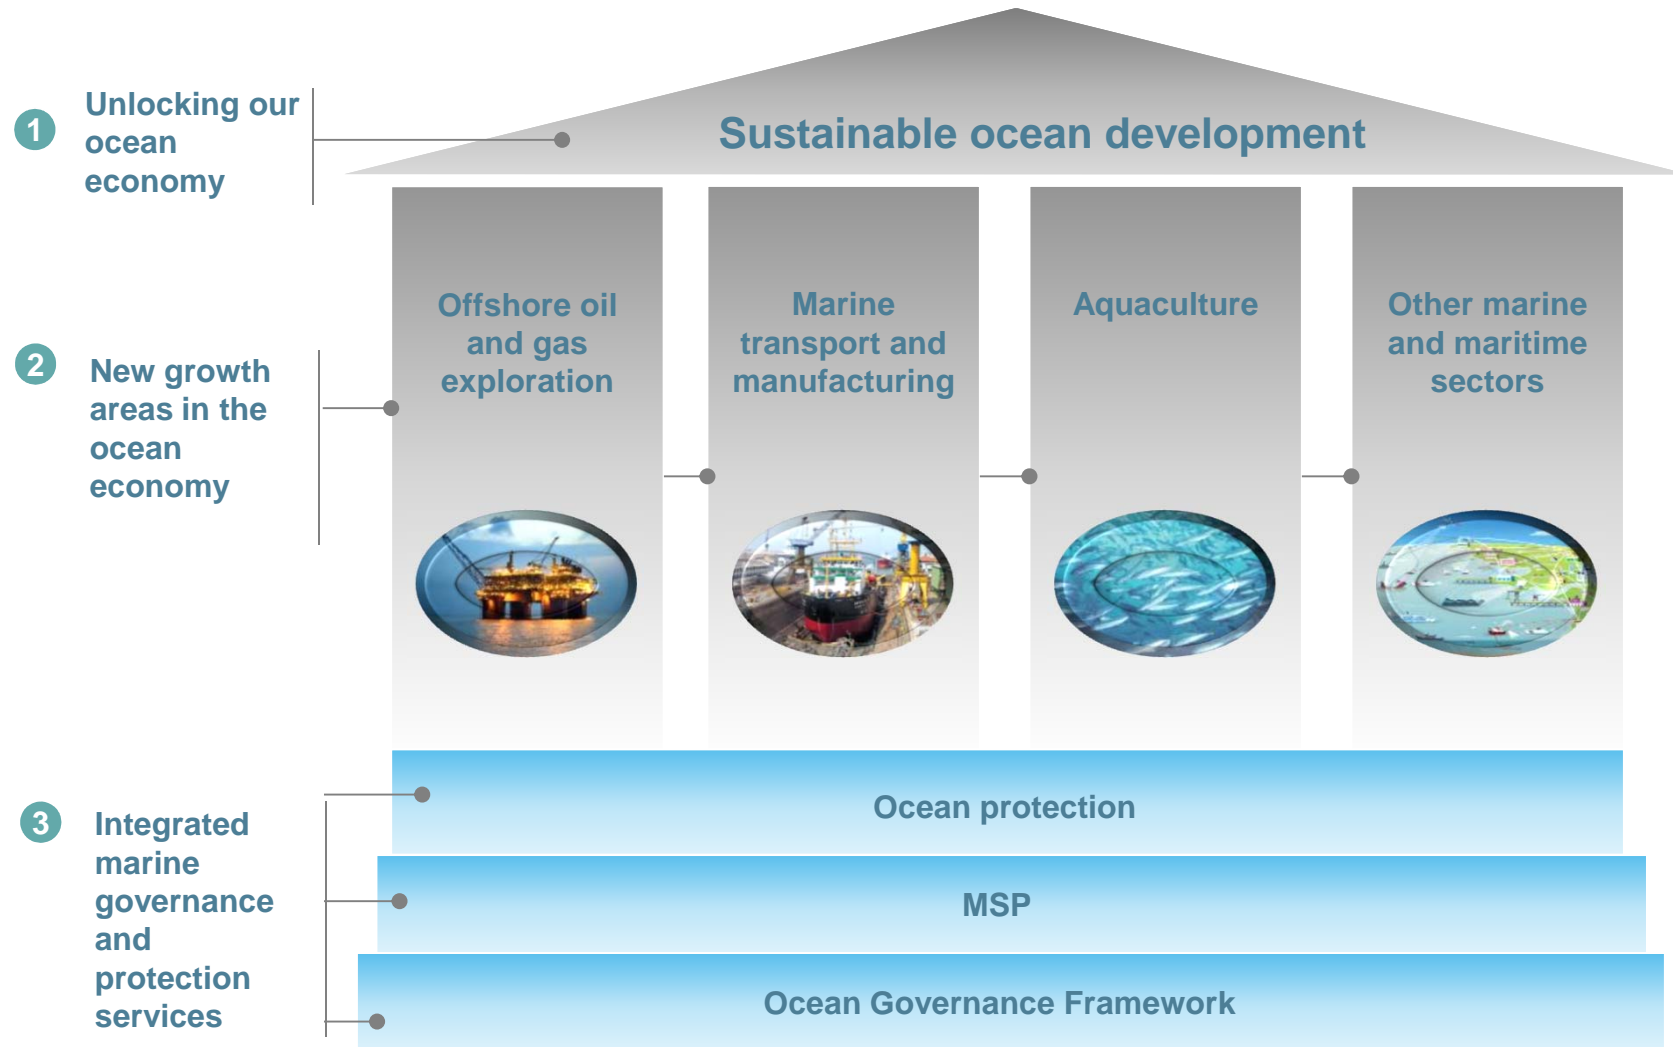 1
Unlocking our
ocean
economy
Sustainable ocean development
2
New growth
areas in the
ocean
economy
Offshore oil
and gas
exploration
Marine
transport and
manufacturing
Aquaculture
Other marine
and maritime
sectors
3
Integrated
marine
governance
and
protection
services
Ocean protection
MSP
Ocean Governance Framework